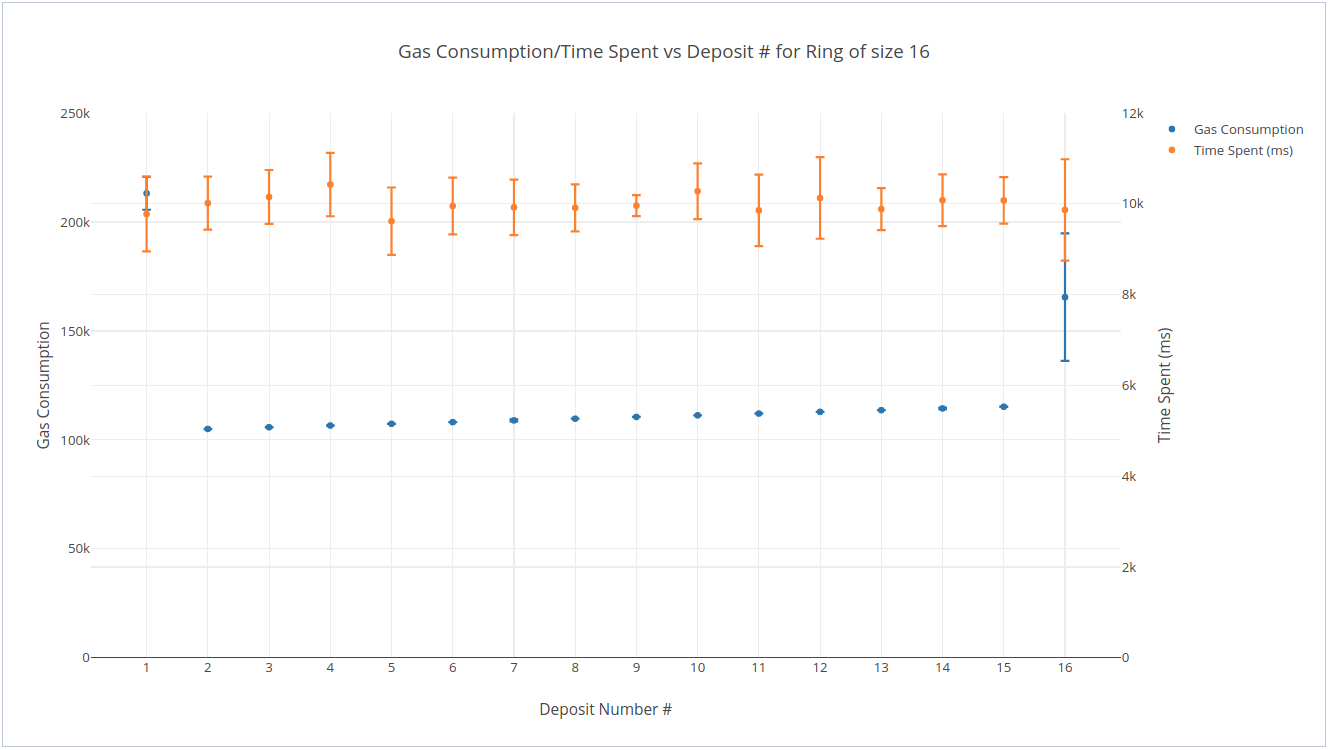 Gas Consumption/Time Spent vs Deposit # for Ring of size 16
250k
200k
150k
100k
50k
0
Gas Consumption
12k
10k
8k
6k
4k
2k
0
Time Spent (ms)
Gas Consumption
Time Spent (ms)
1 2 3 4 5 6 7 8 9 10 11 12 13 14 15 16
Deposit Number #